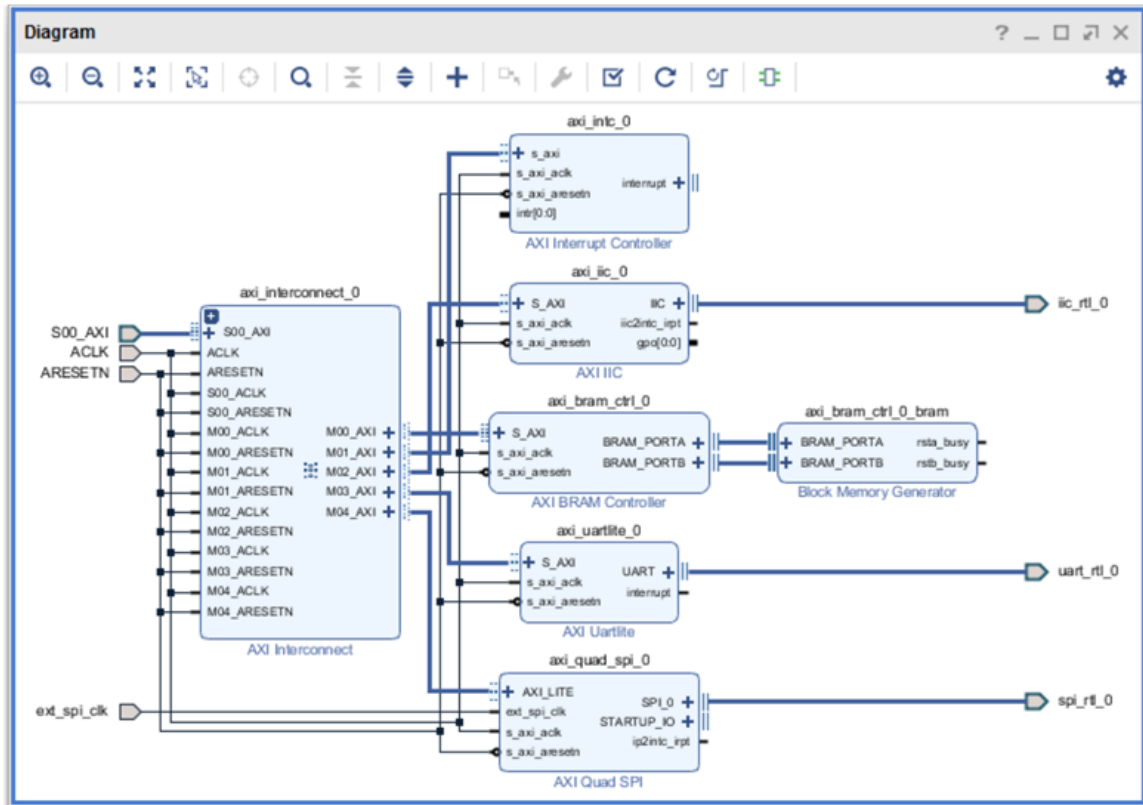 Diagram
axi_intc_0
s_axi
s_axi_aclk
s_axi_aresetn
intr[0:0]
interrupt
AXI Interrupt Controller
axi_iic_0
S_AXI
s_axi_aclk
s_axi_aresetn
IIC
iic2intc_irpt
gpo[0:0]
AXI IIC
iic_rtl_0
axi_interconnect_0
S00_AXI
ACLK
ARESETN
S00_AXI
ACLK
ARESETN
S00_ACLK
S00_ARESETN
M00_ACLK
M00_ARESETN
M01_ACLK
M01_ARESETN
M02_ACLK
M02_ARESETN
M03_ACLK
M03_ARESETN
M04_ACLK
M04_ARESETN
M00_AXI
M01_AXI
M02_AXI
M03_AXI
M04_AXI
AXI Interconnect
axi_bram_ctrl_0
S_AXI
s_axi_aclk
s_axi_aresetn
BRAM_PORTA
BRAM_PORTB
AXI BRAM Controller
axi_bram_ctrl_0_bram
BRAM_PORTA
BRAM_PORTB
rsta_busy
rstb_busy
Block Memory Generator
axi_uartlite_0
S_AXI
s_axi_aclk
s_axi_aresetn
UART
interrupt
AXI Uartlite
uart_rtl_0
axi_quad_spi_0
AXI_LITE
ext_spi_clk
s_axi_aclk
s_axi_aresetn
SPI_0
STARTUP_IO
ip2intc_irpt
AXI Quad SPI
spi_rtl_0
ext_spi_clk